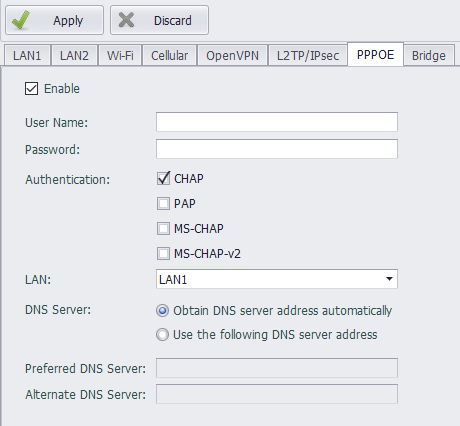 Apply Discard
LAN1 LAN2 Wi-Fi Cellular OpenVPN L2TP/IPsec PPPOE Bridge
Enable
User Name:
Password:
Authentication: CHAP
PAP
MS-CHAP
MS-CHAP-v2
LAN: LAN1
DNS Server: Obtain DNS server address automatically
Use the following DNS server address
Preferred DNS Server:
Alternate DNS Server: